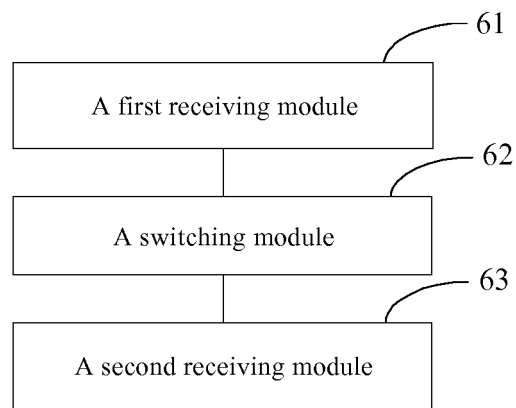 61
A first receiving module
62
A switching module
63
A second receiving module